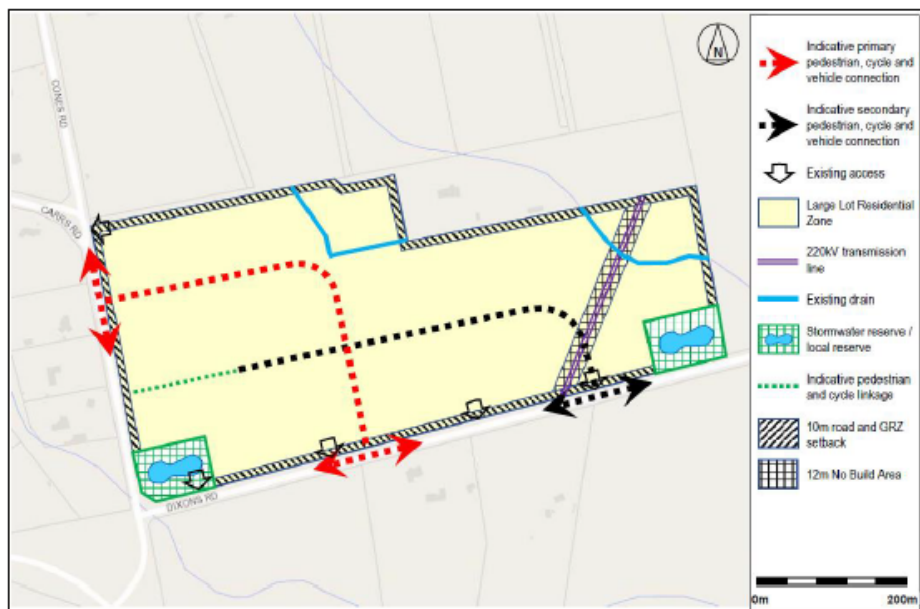 N
CONES RD
CARRS RD
DIXONS RD
Indicative primary
pedestrian, cycle and
vehicle connection
Indicative secondary
pedestrian, cycle and
vehicle connection
Existing access
Large Lot Residential
Zone
220kV transmission
line
Existing drain
Stormwater reserve /
local reserve
Indicative pedestrian
and cycle linkage
10m road and GRZ
setback
12m No Build Area
0m 200m